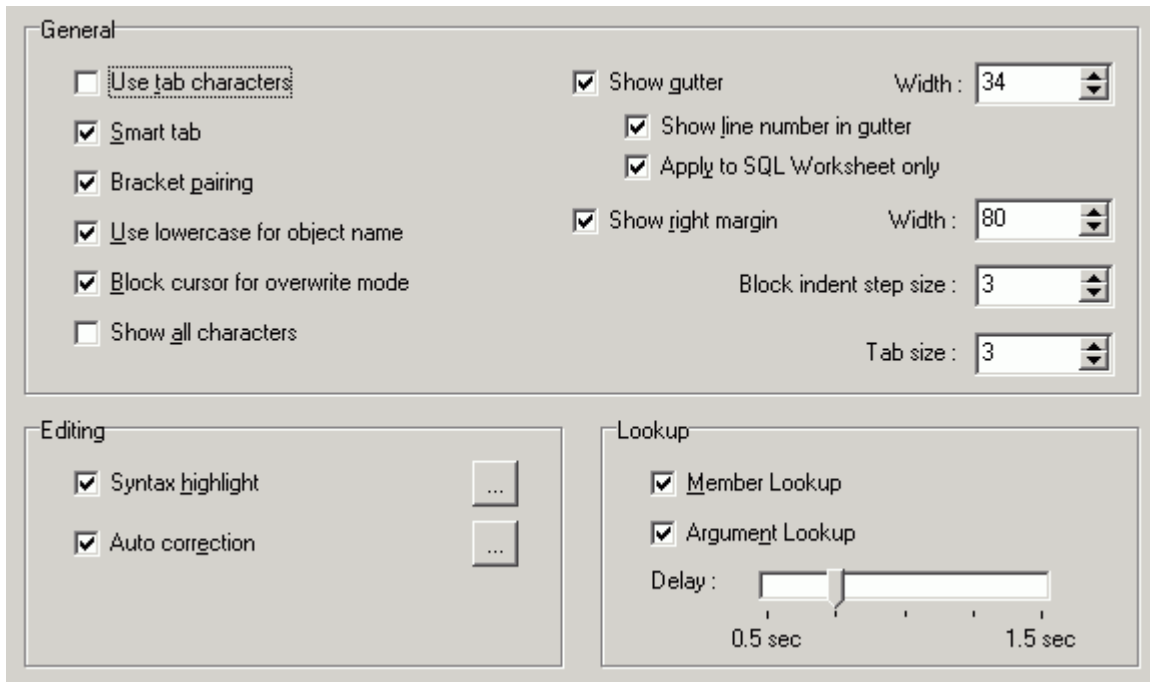 General
Use tab characters
Smart tab
Bracket pairing
Use lowercase for object name
Block cursor for overwrite mode
Show all characters
Show gutter Width : 34
Show line number in gutter
Apply to SQL Worksheet only
Show right margin Width : 80
Block indent step size : 3
Tab size : 3
Editing
Syntax highlight ...
Auto correction ...
Lookup
Member Lookup
Argument Lookup
Delay :
0.5 sec 1.5 sec